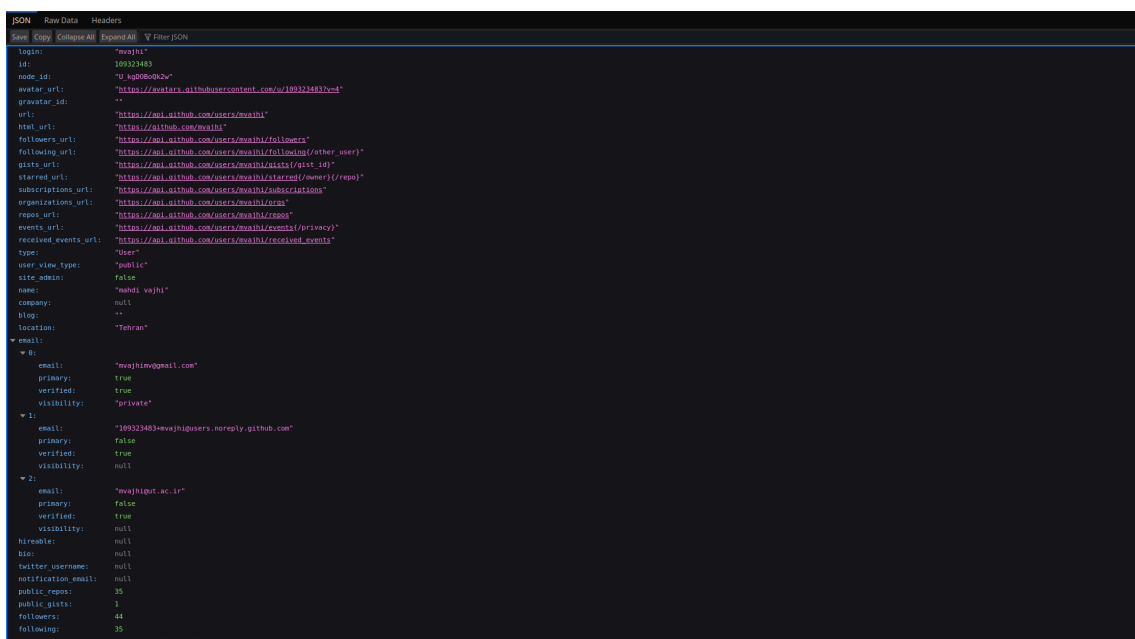 JSON Raw Data Headers
Save Copy Collapse All Expand All Filter JSON
login: "mvajhi"
id: 109323483
node_id: "U_kgDOBoQk2w"
avatar_url: "https://avatars.githubusercontent.com/u/109323483?v=4"
gravatar_id: ""
url: "https://api.github.com/users/mvajhi"
html_url: "https://github.com/mvajhi"
followers_url: "https://api.github.com/users/mvajhi/followers"
following_url: "https://api.github.com/users/mvajhi/following{/other_user}"
gists_url: "https://api.github.com/users/mvajhi/gists{/gist_id}"
starred_url: "https://api.github.com/users/mvajhi/starred{/owner}{/repo}"
subscriptions_url: "https://api.github.com/users/mvajhi/subscriptions"
organizations_url: "https://api.github.com/users/mvajhi/orgs"
repos_url: "https://api.github.com/users/mvajhi/repos"
events_url: "https://api.github.com/users/mvajhi/events{/privacy}"
received_events_url: "https://api.github.com/users/mvajhi/received_events"
type: "User"
user_view_type: "public"
site_admin: false
name: "mahdi vajhi"
company: null
blog: ""
location: "Tehran"
email:
0:
email: "mvajhimv@gmail.com"
primary: true
verified: true
visibility: "private"
1:
email: "109323483+mvajhi@users.noreply.github.com"
primary: false
verified: true
visibility: null
2:
email: "mvajhi@ut.ac.ir"
primary: false
verified: true
visibility: null
hireable: null
bio: null
twitter_username: null
notification_email: null
public_repos: 35
public_gists: 1
followers: 44
following: 35